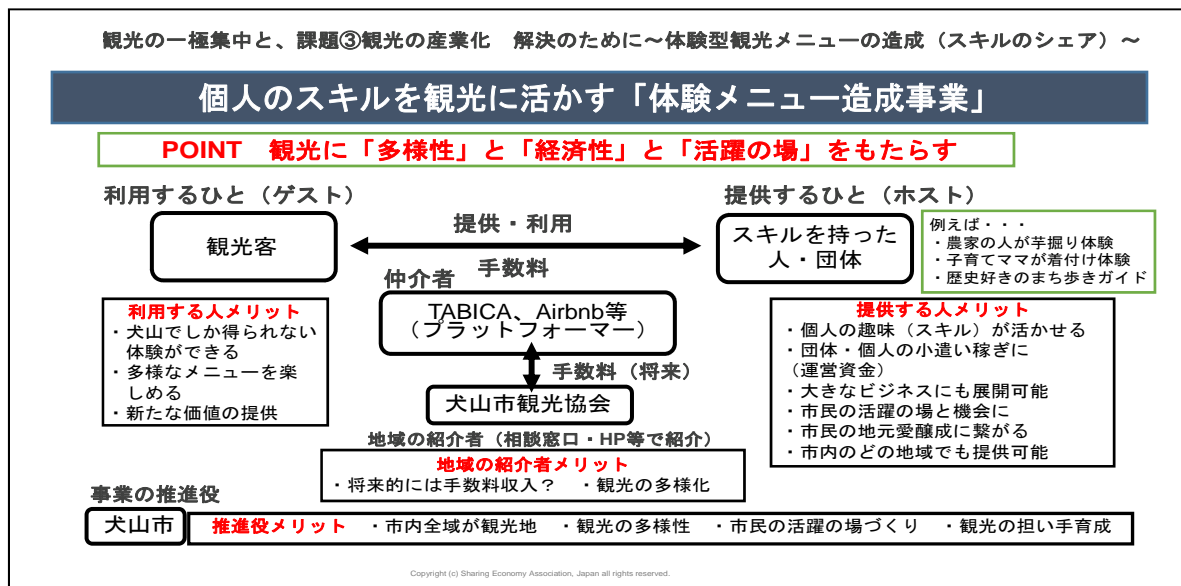 観光の一極集中と、課題③観光の産業化　解決のために～体験型観光メニューの造成（スキルのシェア）～
個人のスキルを観光に活かす「体験メニュー造成事業」
POINT　観光に「多様性」と「経済性」と「活躍の場」をもたらす
利用するひと（ゲスト）
観光客
提供・利用
手数料
提供するひと（ホスト）
スキルを持った
人・団体
例えば・・・
・農家の人が芋掘り体験
・子育てママが着付け体験
・歴史好きのまち歩きガイド
仲介者
TABICA、Airbnb等
（プラットフォーマー）
手数料（将来）
犬山市観光協会
地域の紹介者（相談窓口・HP等で紹介）
利用する人メリット
・犬山でしか得られない
体験ができる
・多様なメニューを楽
しめる
・新たな価値の提供
提供する人メリット
・個人の趣味（スキル）が活かせる
・団体・個人の小遣い稼ぎに
（運営資金）
・大きなビジネスにも展開可能
・市民の活躍の場と機会に
・市民の地元愛醸成に繋がる
・市内のどの地域でも提供可能
地域の紹介者メリット
・将来的には手数料収入？　・観光の多様化
事業の推進役
犬山市
推進役メリット　・市内全域が観光地　・観光の多様性　・市民の活躍の場づくり　・観光の担い手育成
Copyright (c) Sharing Economy Association, Japan all rights reserved.